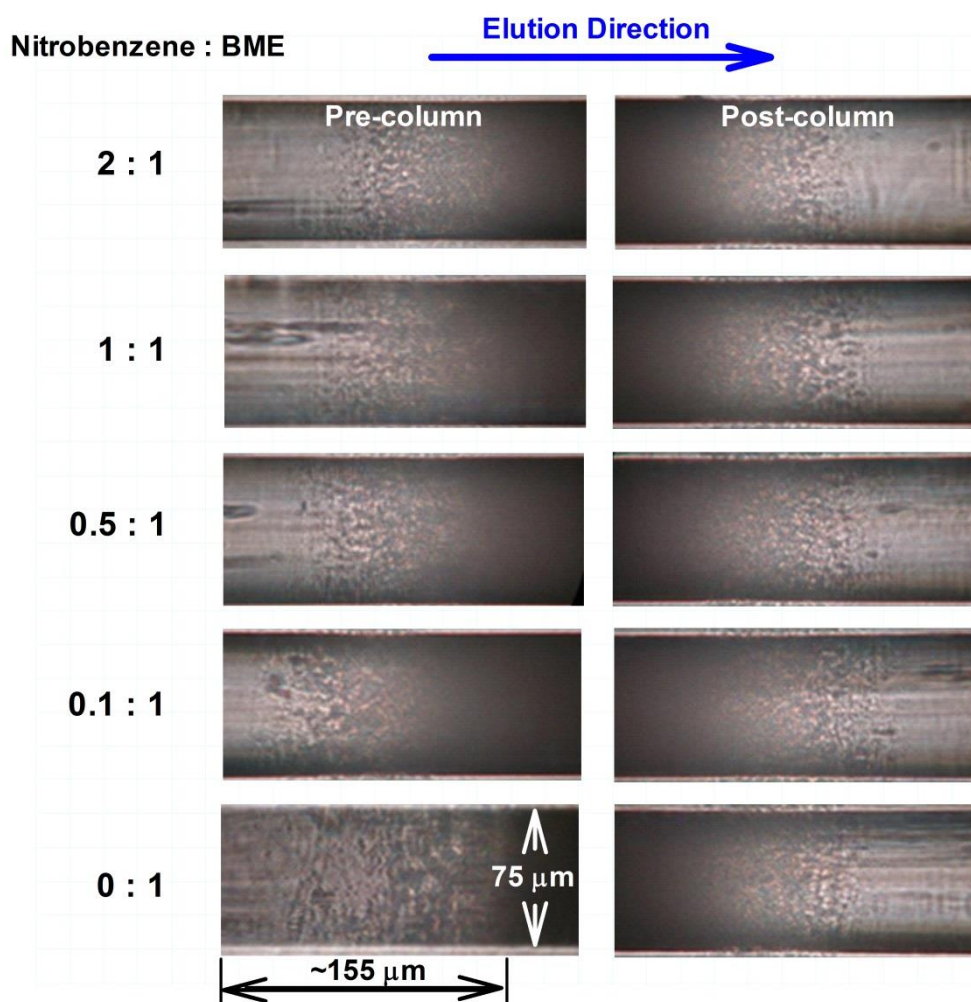 Elution Direction
Nitrobenzene : BME
Pre-column
Post-column
2 : 1
1 : 1
0.5 : 1
0.1 : 1
0 : 1
75 μm
~155 μm